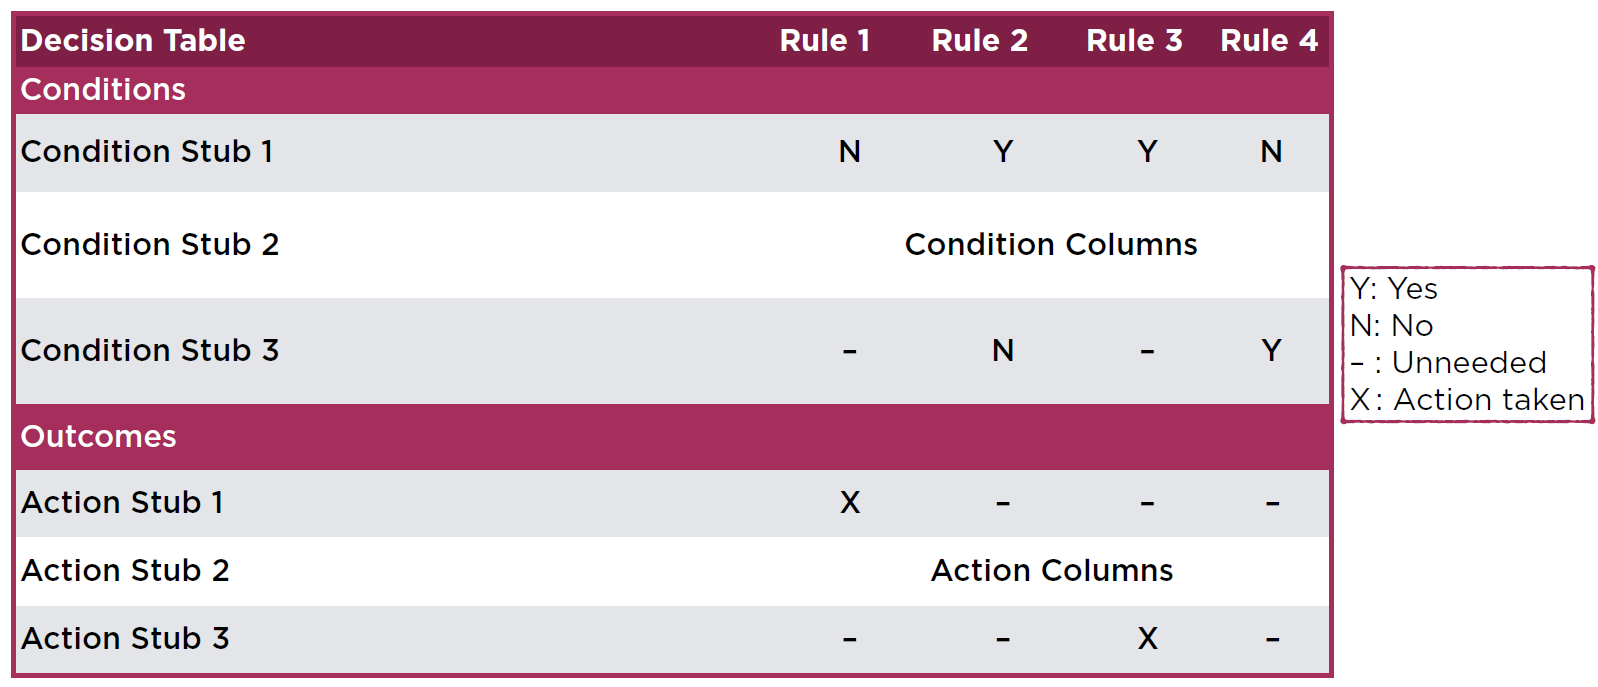 Decision Table Rule 1 Rule 2 Rule 3 Rule 4
Conditions
Condition Stub 1 N Y Y N
Condition Stub 2 Condition Columns
Condition Stub 3 – N – Y
Outcomes
Action Stub 1 X – – –
Action Stub 2 Action Columns
Action Stub 3 – – X –
Y: Yes
N: No
– : Unneeded
X : Action taken